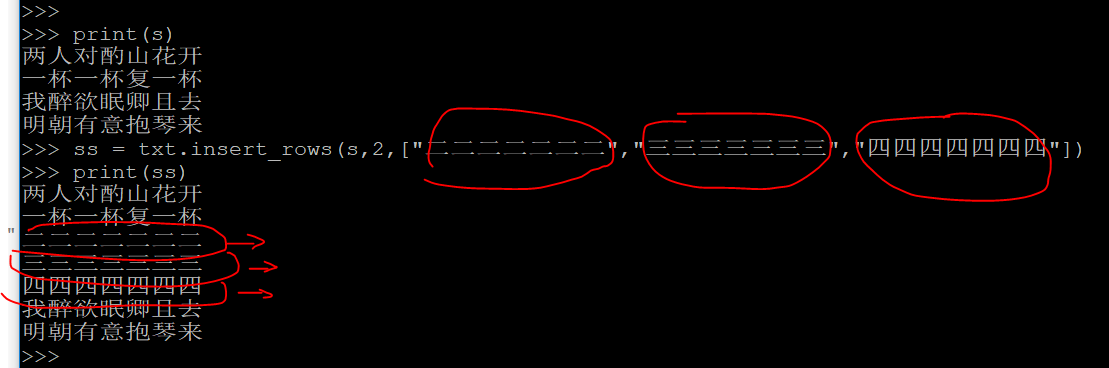 >>>
>>> print(s)
两人对酌山花开
一杯一杯复一杯
我醉欲眠卿且去
明朝有意抱琴来
>>> ss = txt.insert_rows(s,2,["二二二二二二二","三三三三三三三","四四四四四四四"])
>>> print(ss)
两人对酌山花开
一杯一杯复一杯
二二二二二二二
三三三三三三三
四四四四四四四
我醉欲眠卿且去
明朝有意抱琴来
>>>